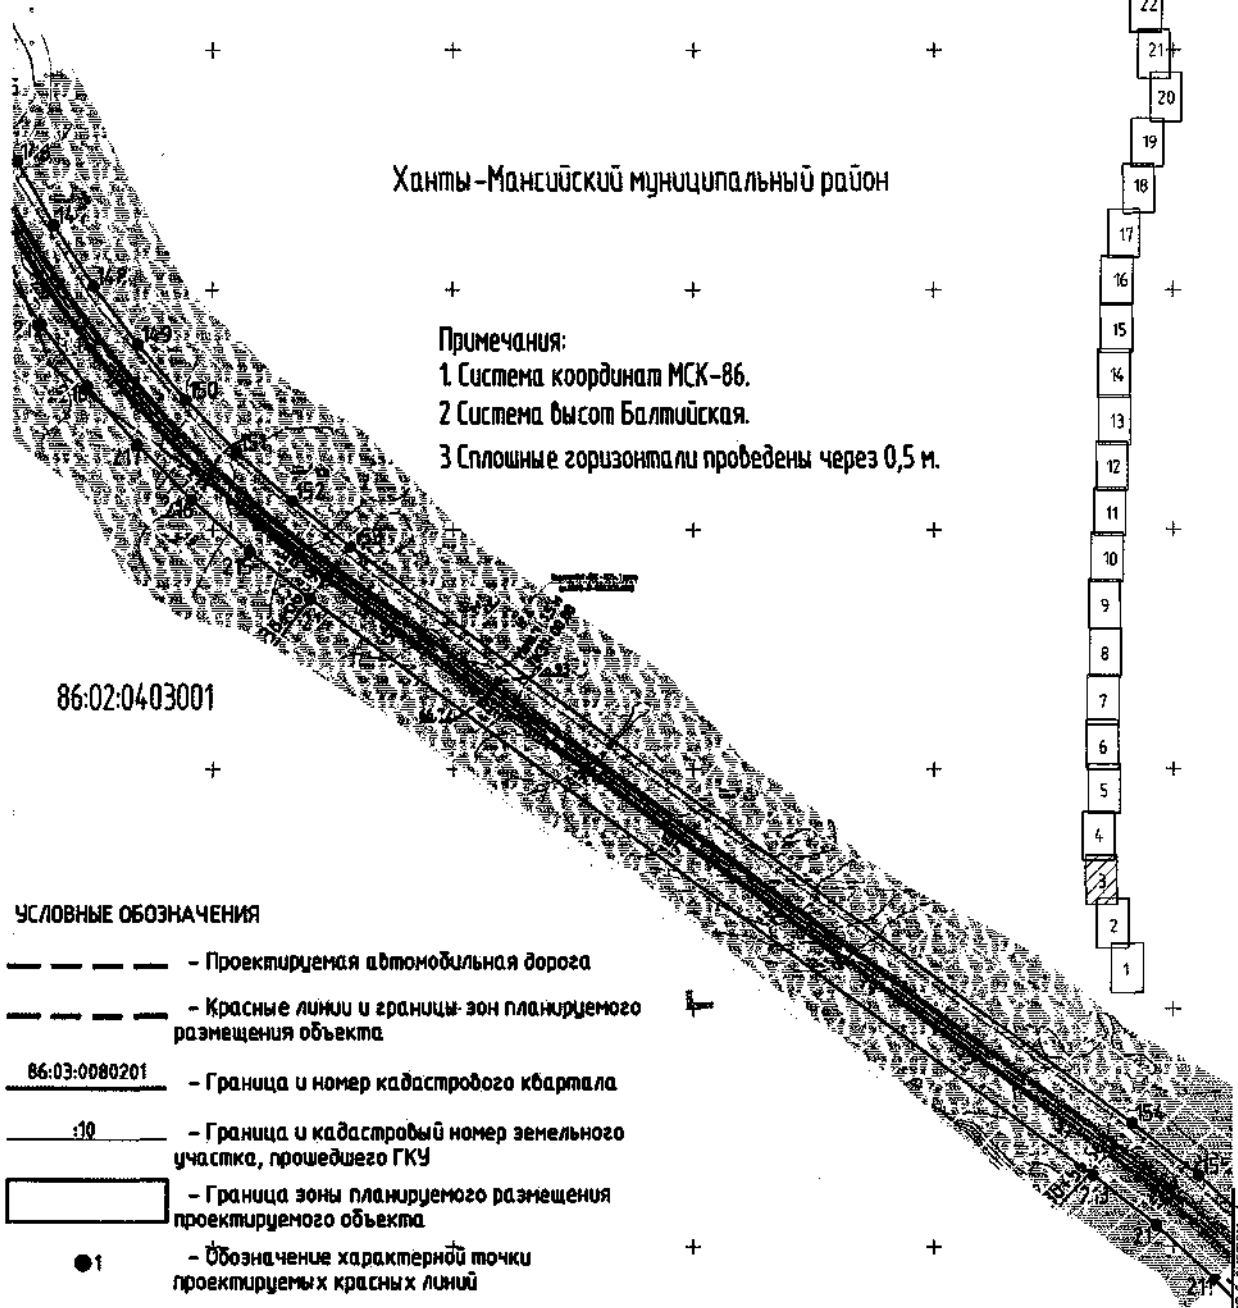 22
21
20
19
18
17
16
15
14
13
12
11
10
9
8
7
6
5
4
3
2
1
Ханты-Мансийский муниципальный район
Примечания:
1 Система координат МСК-86.
2 Система высот Балтийская.
3 Сплошные горизонтали проведены через 0,5 м.
149
150
152
154
155
217
213
86:02:0403001
УСЛОВНЫЕ ОБОЗНАЧЕНИЯ
- Проектируемая автомобильная дорога
- Красные линии и границы зон планируемого
размещения объекта
86:03:0080201
- Граница и номер кадастрового квартала
:10
- Граница и кадастровый номер земельного
участка, прошедшего ГКУ
- Граница зоны планируемого размещения
проектируемого объекта
1
- Обозначение характерной точки
проектируемых красных линий